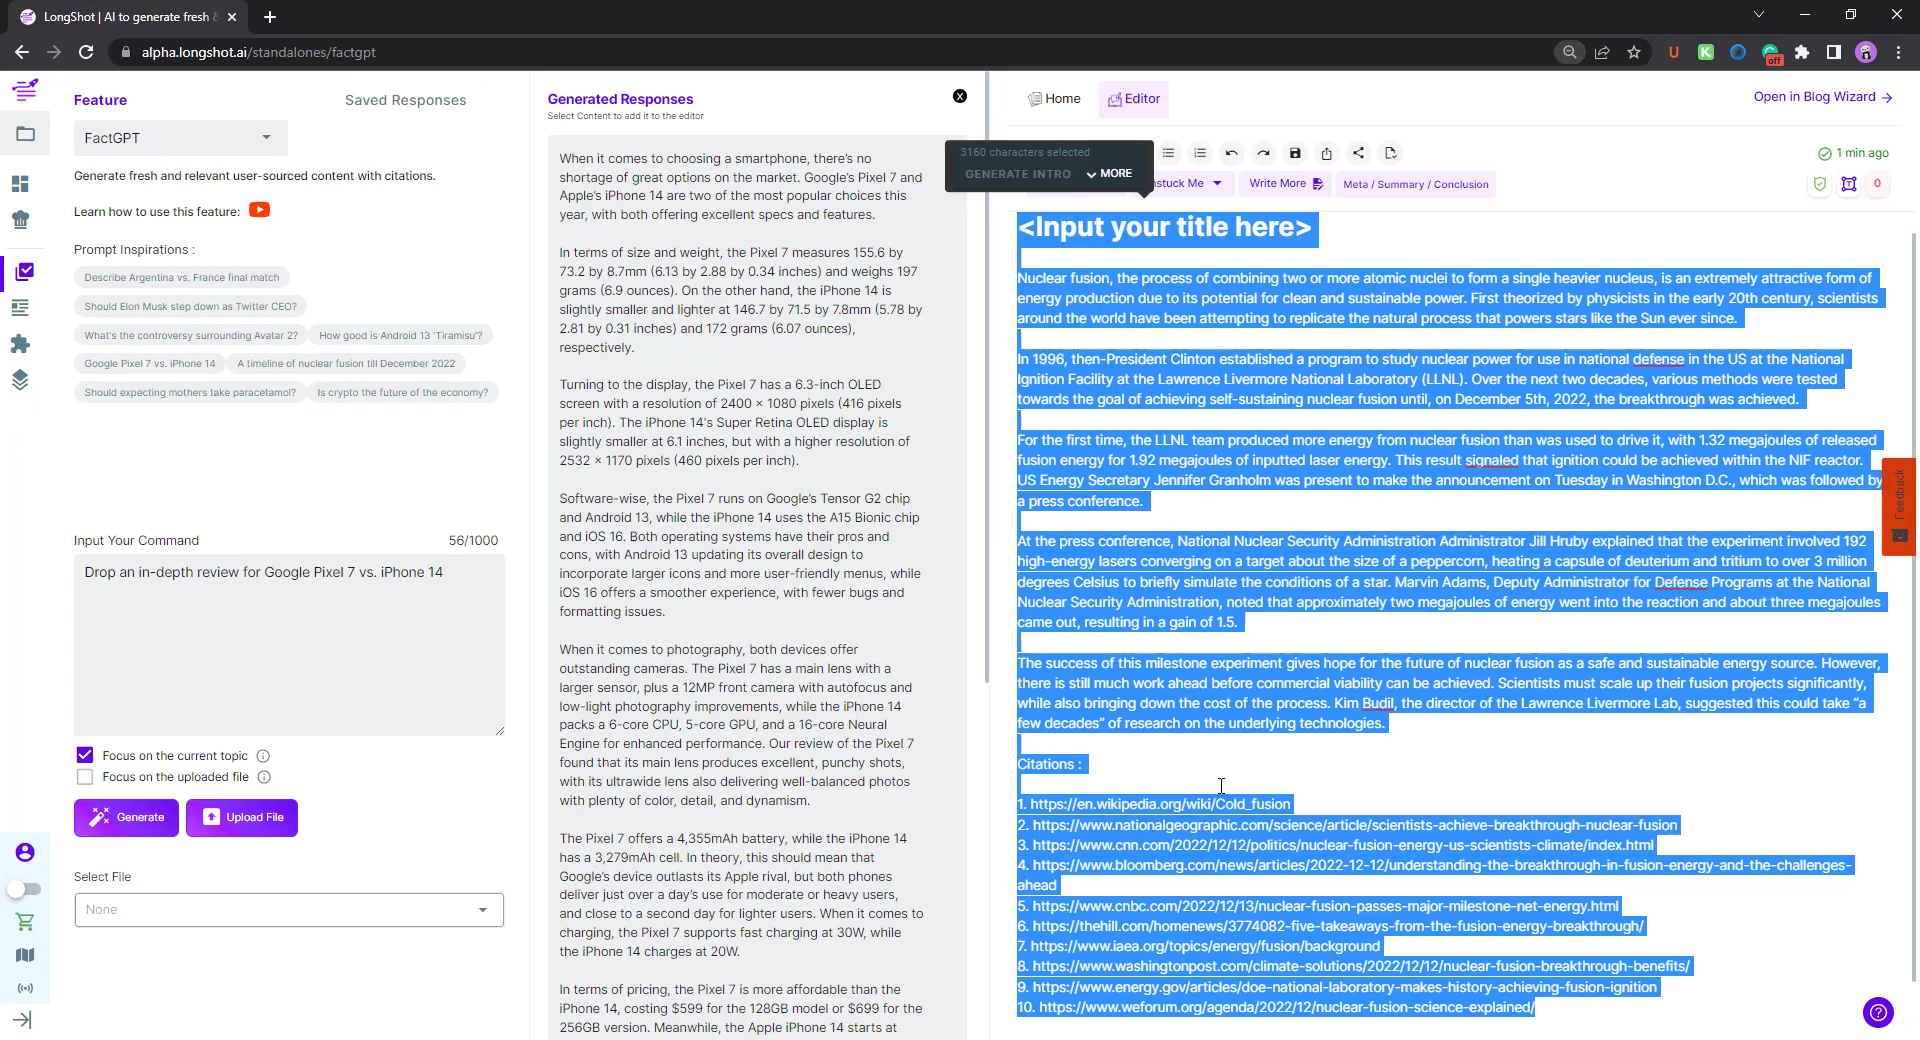 LongShot | AI to generate fresh &
alpha.longshot.ai/standalones/factgpt
U
K
off
Feature
Saved Responses
FactGPT
Generate fresh and relevant user-sourced content with citations.
Learn how to use this feature:
Prompt Inspirations :
Describe Argentina vs. France final match
Should Elon Musk step down as Twitter CEO?
What's the controversy surrounding Avatar 2?
How good is Android 13 'Tiramisu'?
Google Pixel 7 vs. iPhone 14
A timeline of nuclear fusion till December 2022
Should expecting mothers take paracetamol?
Is crypto the future of the economy?
Input Your Command
56/1000
Drop an in-depth review for Google Pixel 7 vs. iPhone 14
Focus on the current topic
Focus on the uploaded file
Generate
Upload File
Select File
None
Generated Responses
Select Content to add it to the editor
X
When it comes to choosing a smartphone, there's no
shortage of great options on the market. Google's Pixel 7 and
Apple's iPhone 14 are two of the most popular choices this
year, with both offering excellent specs and features.
In terms of size and weight, the Pixel 7 measures 155.6 by
73.2 by 8.7mm (6.13 by 2.88 by 0.34 inches) and weighs 197
grams (6.9 ounces). On the other hand, the iPhone 14 is
slightly smaller and lighter at 146.7 by 71.5 by 7.8mm (5.78 by
2.81 by 0.31 inches) and 172 grams (6.07 ounces),
respectively.
Turning to the display, the Pixel 7 has a 6.3-inch OLED
screen with a resolution of 2400 × 1080 pixels (416 pixels
per inch). The iPhone 14's Super Retina OLED display is
slightly smaller at 6.1 inches, but with a higher resolution of
2532 × 1170 pixels (460 pixels per inch).
Software-wise, the Pixel 7 runs on Google's Tensor G2 chip
and Android 13, while the iPhone 14 uses the A15 Bionic chip
and iOS 16. Both operating systems have their pros and
cons, with Android 13 updating its overall design to
incorporate larger icons and more user-friendly menus, while
iOS 16 offers a smoother experience, with fewer bugs and
formatting issues.
When it comes to photography, both devices offer
outstanding cameras. The Pixel 7 has a main lens with a
larger sensor, plus a 12MP front camera with autofocus and
low-light photography improvements, while the iPhone 14
packs a 6-core CPU, 5-core GPU, and a 16-core Neural
Engine for enhanced performance. Our review of the Pixel 7
found that its main lens produces excellent, punchy shots,
with its ultrawide lens also delivering well-balanced photos
with plenty of color, detail, and dynamism.
The Pixel 7 offers a 4,355mAh battery, while the iPhone 14
has a 3,279mAh cell. In theory, this should mean that
Google's device outlasts its Apple rival, but both phones
deliver just over a day's use for moderate or heavy users,
and close to a second day for lighter users. When it comes to
charging, the Pixel 7 supports fast charging at 30W, while
the iPhone 14 charges at 20W.
In terms of pricing, the Pixel 7 is more affordable than the
iPhone 14, costing $599 for the 128GB model or $699 for the
256GB version. Meanwhile, the Apple iPhone 14 starts at
Home
Editor
Open in Blog Wizard →
3160 characters selected
GENERATE INTRO
MORE
1 min ago
nstuck Me
Write More
Meta / Summary / Conclusion
0
<Input your title here>
Nuclear fusion, the process of combining two or more atomic nuclei to form a single heavier nucleus, is an extremely attractive form of
energy production due to its potential for clean and sustainable power. First theorized by physicists in the early 20th century, scientists
around the world have been attempting to replicate the natural process that powers stars like the Sun ever since.
In 1996, then-President Clinton established a program to study nuclear power for use in national defense in the US at the National
Ignition Facility at the Lawrence Livermore National Laboratory (LLNL). Over the next two decades, various methods were tested
towards the goal of achieving self-sustaining nuclear fusion until, on December 5th, 2022, the breakthrough was achieved.
For the first time, the LLNL team produced more energy from nuclear fusion than was used to drive it, with 1.32 megajoules of released
fusion energy for 1.92 megajoules of inputted laser energy. This result signaled that ignition could be achieved within the NIF reactor.
US Energy Secretary Jennifer Granholm was present to make the announcement on Tuesday in Washington D.C., which was followed by
a press conference.
At the press conference, National Nuclear Security Administration Administrator Jill Hruby explained that the experiment involved 192
high-energy lasers converging on a target about the size of a peppercorn, heating a capsule of deuterium and tritium to over 3 million
degrees Celsius to briefly simulate the conditions of a star. Marvin Adams, Deputy Administrator for Defense Programs at the National
Nuclear Security Administration, noted that approximately two megajoules of energy went into the reaction and about three megajoules
came out, resulting in a gain of 1.5.
The success of this milestone experiment gives hope for the future of nuclear fusion as a safe and sustainable energy source. However,
there is still much work ahead before commercial viability can be achieved. Scientists must scale up their fusion projects significantly,
while also bringing down the cost of the process. Kim Budil, the director of the Lawrence Livermore Lab, suggested this could take “a
few decades” of research on the underlying technologies.
Citations :
1. https://en.wikipedia.org/wiki/Cold_fusion
2. https://www.nationalgeographic.com/science/article/scientists-achieve-breakthrough-nuclear-fusion
3. https://www.cnn.com/2022/12/12/politics/nuclear-fusion-energy-us-scientists-climate/index.html
4. https://www.bloomberg.com/news/articles/2022-12-12/understanding-the-breakthrough-in-fusion-energy-and-the-challenges-
ahead
5. https://www.cnbc.com/2022/12/13/nuclear-fusion-passes-major-milestone-net-energy.html
6. https://thehill.com/homenews/3774082-five-takeaways-from-the-fusion-energy-breakthrough/
7. https://www.iaea.org/topics/energy/fusion/background
8. https://www.washingtonpost.com/climate-solutions/2022/12/12/nuclear-fusion-breakthrough-benefits/
9. https://www.energy.gov/articles/doe-national-laboratory-makes-history-achieving-fusion-ignition
10. https://www.weforum.org/agenda/2022/12/nuclear-fusion-science-explained/
Feedback